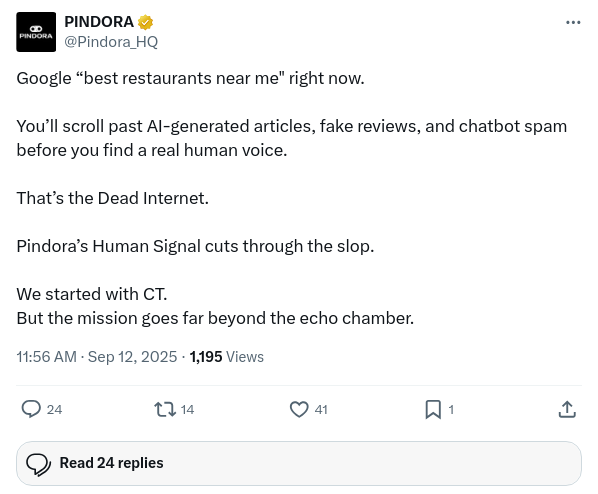 PINDORA
PINDORA
@Pindora_HQ
Google “best restaurants near me" right now.
You’ll scroll past AI-generated articles, fake reviews, and chatbot spam
before you find a real human voice.
That’s the Dead Internet.
Pindora’s Human Signal cuts through the slop.
We started with CT.
But the mission goes far beyond the echo chamber.
11:56 AM · Sep 12, 2025 · 1,195 Views
24 14 41 1
Read 24 replies